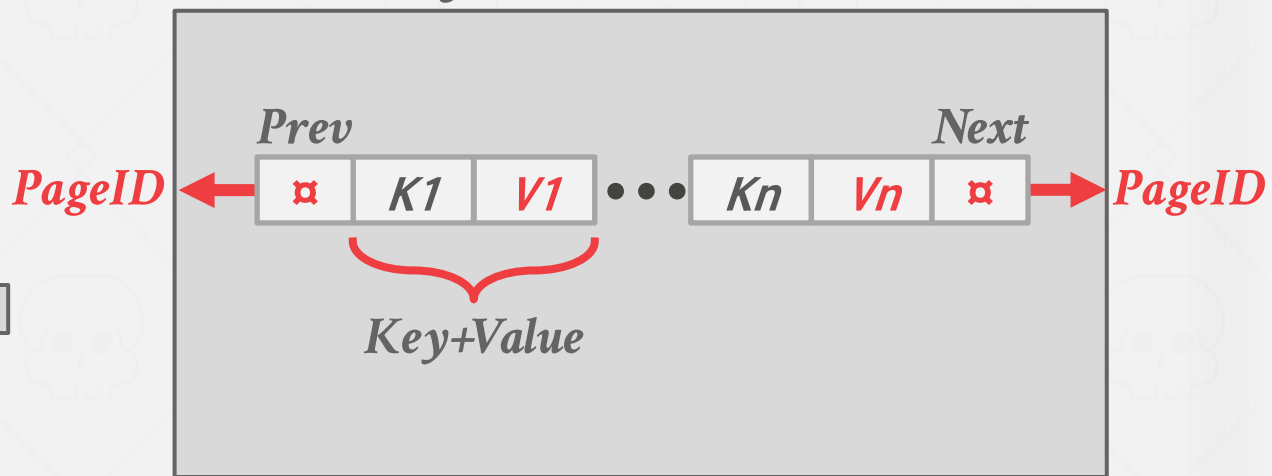 Prev Next
PageID ¤ K1 V1 ••• Kn Vn ¤ PageID
Key+Value